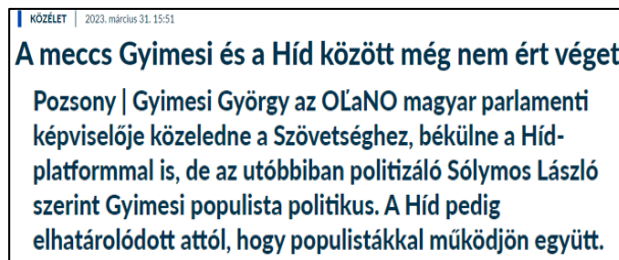 KÖZÉLET | 2023. március 31. 15:51
A meccs Gyimesi és a Híd között még nem ért véget
Pozsony | Gyimesi György az OĽaNO magyar parlamenti
képviselője közeledne a Szövetséghez, békülne a Híd-
platformmal is, de az utóbbiban politizáló Sólymos László
szerint Gyimesi populista politikus. A Híd pedig
elhatárolódott attól, hogy populistákkal működjön együtt.